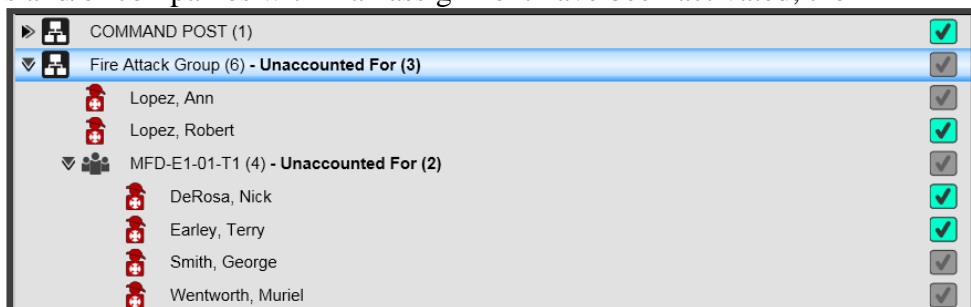 COMMAND POST (1)
Fire Attack Group (6) - Unaccounted For (3)
Lopez, Ann
Lopez, Robert
MFD-E1-01-T1 (4) - Unaccounted For (2)
DeRosa, Nick
Earley, Terry
Smith, George
Wentworth, Muriel